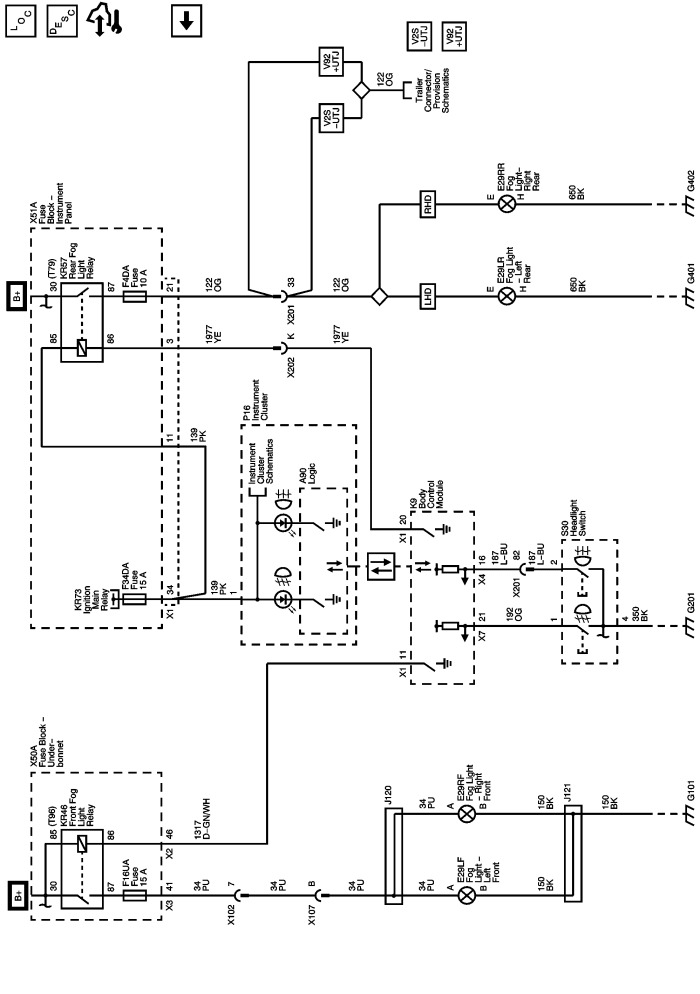 LOC
DESC
V92
+UTJ
V2S
–UTJ
V2S
–UTJ
V92
+UTJ
122
OG
Trailer
Connector/
Provision
Schematics
X51A
Fuse
Block –
Instrument
Panel
B+
30
(T79)
KR57
Rear Fog
Light
Relay
87
F4DA
Fuse
10 A
21
122
OG
33
X201
122
OG
RHD
E
E29RR
Fog
Light–
Right
Rear
H
650
BK
G402
LHD
E
E29LR
Fog Light
– Left
Rear
H
650
BK
G401
85
86
3
1977
YE
K
X202
1977
YE
11
139
PK
KR73
Ignition
Main
Relay
F34DA
Fuse
15 A
34
X1
139
PK
1
P16
Instrument
Cluster
Instrument
Cluster
Schematics
A90
Logic
K9
Body
Control
Module
20
X1
16
X4
187
L–BU
82
X201
187
L–BU
2
S30
Headlight
Switch
21
X7
192
OG
1
4
350
BK
G201
11
X1
X50A
Fuse Block –
Under–
bonnet
B+
85
(T96)
KR46
Front Fog
Light
Relay
86
46
X2
1317
D–GN/WH
30
87
F16UA
Fuse
15 A
41
X3
34
PU
7
X102
34
PU
B
X107
34
PU
J120
34
PU
A
E29RF
Fog Light
– Right
Front
B
150
BK
J121
150
BK
G101
34
PU
A
E29LF
Fog
Light –
Left
Front
B
150
BK